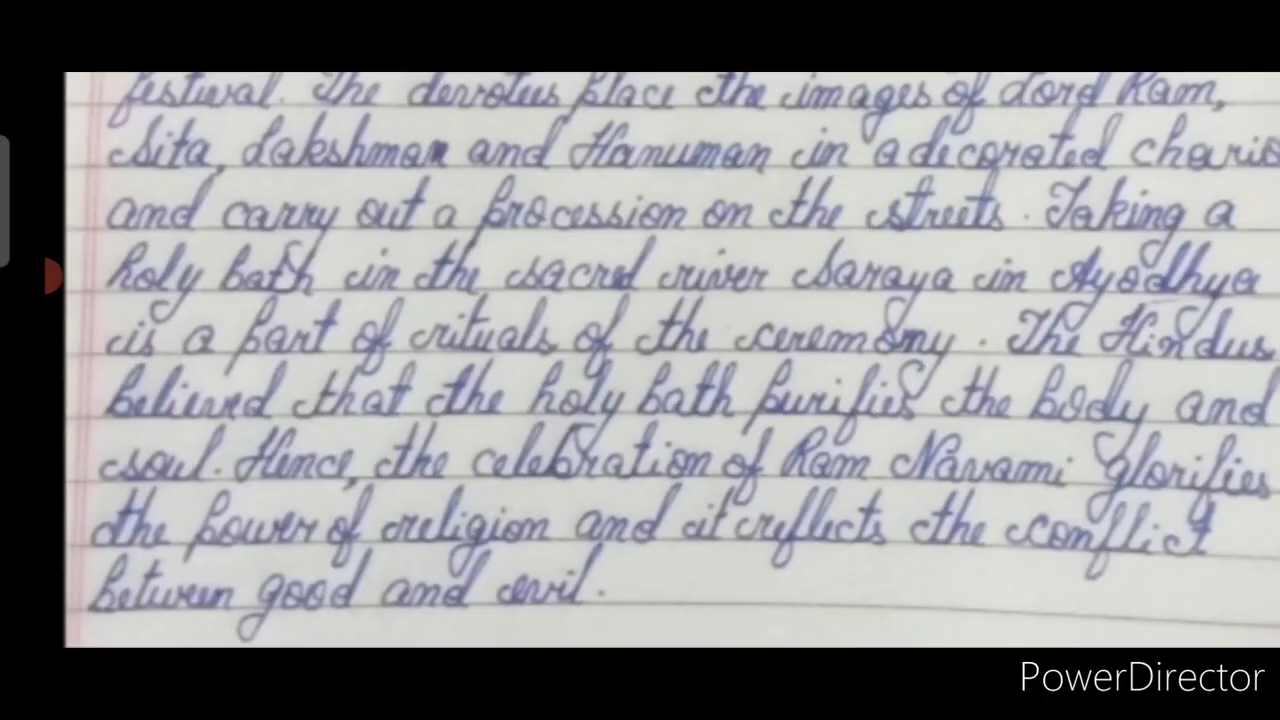 festival. The devotees place the images of Lord Ram,
Sita, Lakshman and Hanuman in a decorated chario
and carry out a procession on the streets. Taking a
holy bath in the sacred river Saraya in Ayodhya
is a part of rituals of the ceremony. The Hindus
believed that the holy bath purifies the body and
soul. Hence, the celebration of Ram Navami glorifies
the power of religion and it reflects the conflict
between good and evil.
PowerDirector